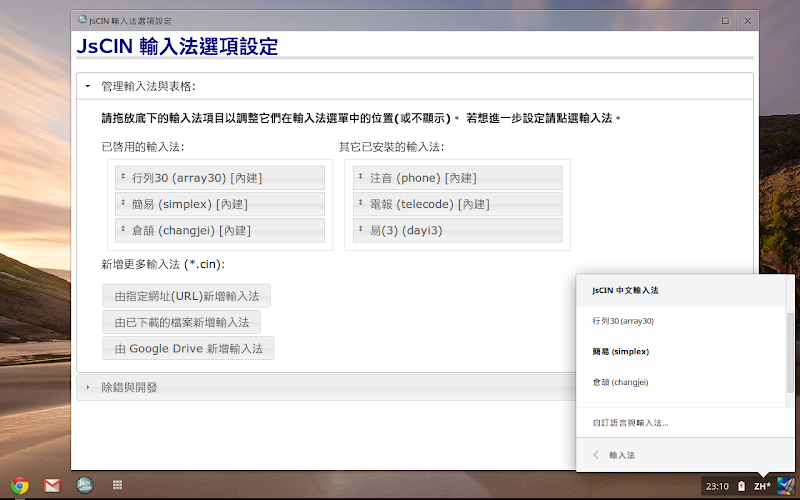 JsCIN 輸入法選項設定
JsCIN 輸入法選項設定
管理輸入法與表格:
請拖放底下的輸入法項目以調整它們在輸入法選單中的位置(或不顯示)。 若想進一步設定請點選輸入法。
已啓用的輸入法:
行列30 (array30) [內建]
簡易 (simplex) [內建]
倉頡 (changjei) [內建]
其它已安裝的輸入法:
注音 (phone) [內建]
電報 (telecode) [內建]
易(3) (dayi3)
新增更多輸入法 (*.cin):
由指定網址(URL)新增輸入法
由已下載的檔案新增輸入法
由 Google Drive 新增輸入法
除錯與開發
JsCIN 中文輸入法
行列30 (array30)
簡易 (simplex)
倉頡 (changjei)
自訂語言與輸入法...
輸入法
23:10 ZH*